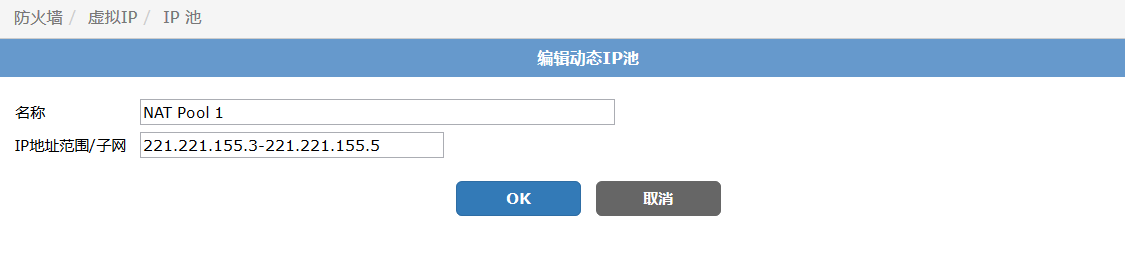 防火墙 / 虚拟IP / IP 池
编辑动态IP池
名称 NAT Pool 1
IP地址范围/子网 221.221.155.3-221.221.155.5
OK 取消